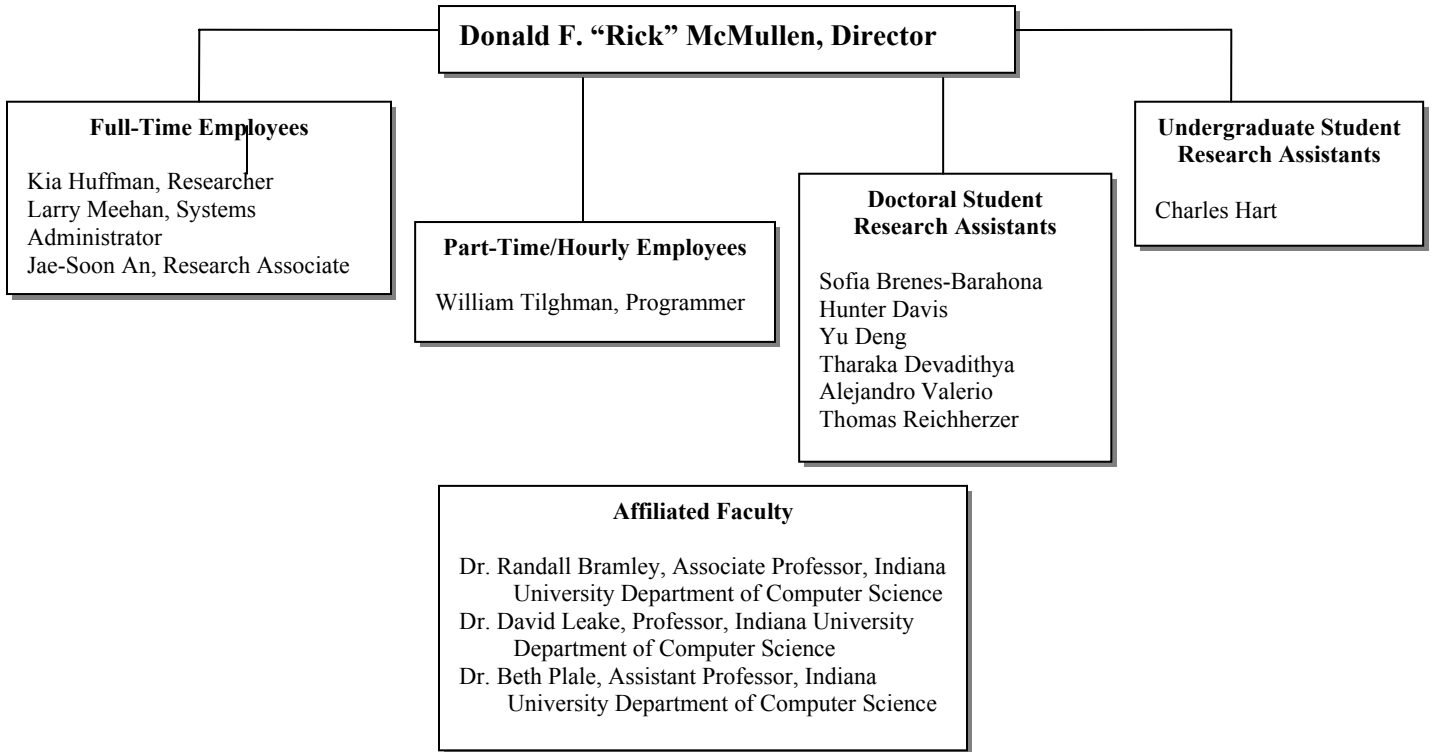 Donald F. “Rick” McMullen, Director
Full-Time Employees
Kia Huffman, Researcher
Larry Meehan, Systems
Administrator
Jae-Soon An, Research Associate
Part-Time/Hourly Employees
William Tilghman, Programmer
Doctoral Student
Research Assistants
Sofia Brenes-Barahona
Hunter Davis
Yu Deng
Tharaka Devadithya
Alejandro Valerio
Thomas Reichherzer
Undergraduate Student
Research Assistants
Charles Hart
Affiliated Faculty
Dr. Randall Bramley, Associate Professor, Indiana
University Department of Computer Science
Dr. David Leake, Professor, Indiana University
Department of Computer Science
Dr. Beth Plale, Assistant Professor, Indiana
University Department of Computer Science